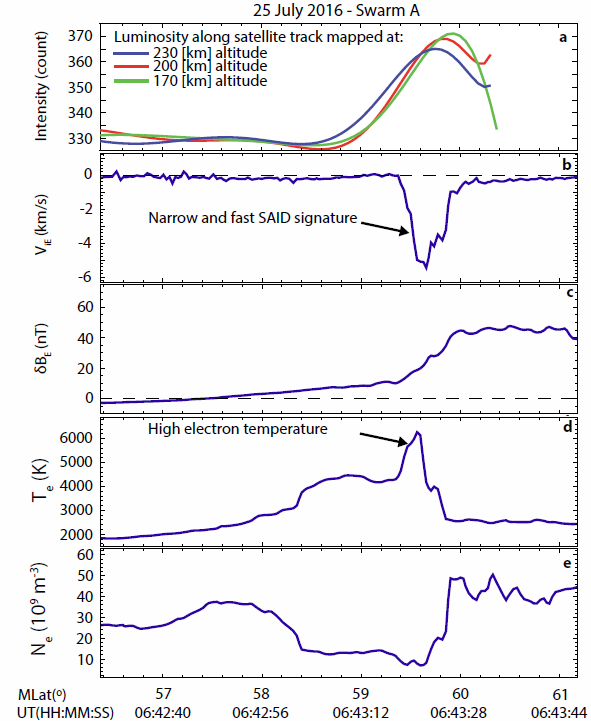 25 July 2016 - Swarm A
Luminosity along satellite track mapped at:
230 [km] altitude
200 [km] altitude
170 [km] altitude
a
Intensity (count)
370
360
350
340
330
b
V_iE (km/s)
0
-2
-4
-6
Narrow and fast SAID signature
c
δB_E (nT)
60
40
20
0
d
High electron temperature
T_e (K)
6000
5000
4000
3000
2000
e
N_e (10⁹ m⁻³)
60
50
40
30
20
10
MLat(º) 57 58 59 60 61
UT(HH:MM:SS) 06:42:40 06:42:56 06:43:12 06:43:28 06:43:44